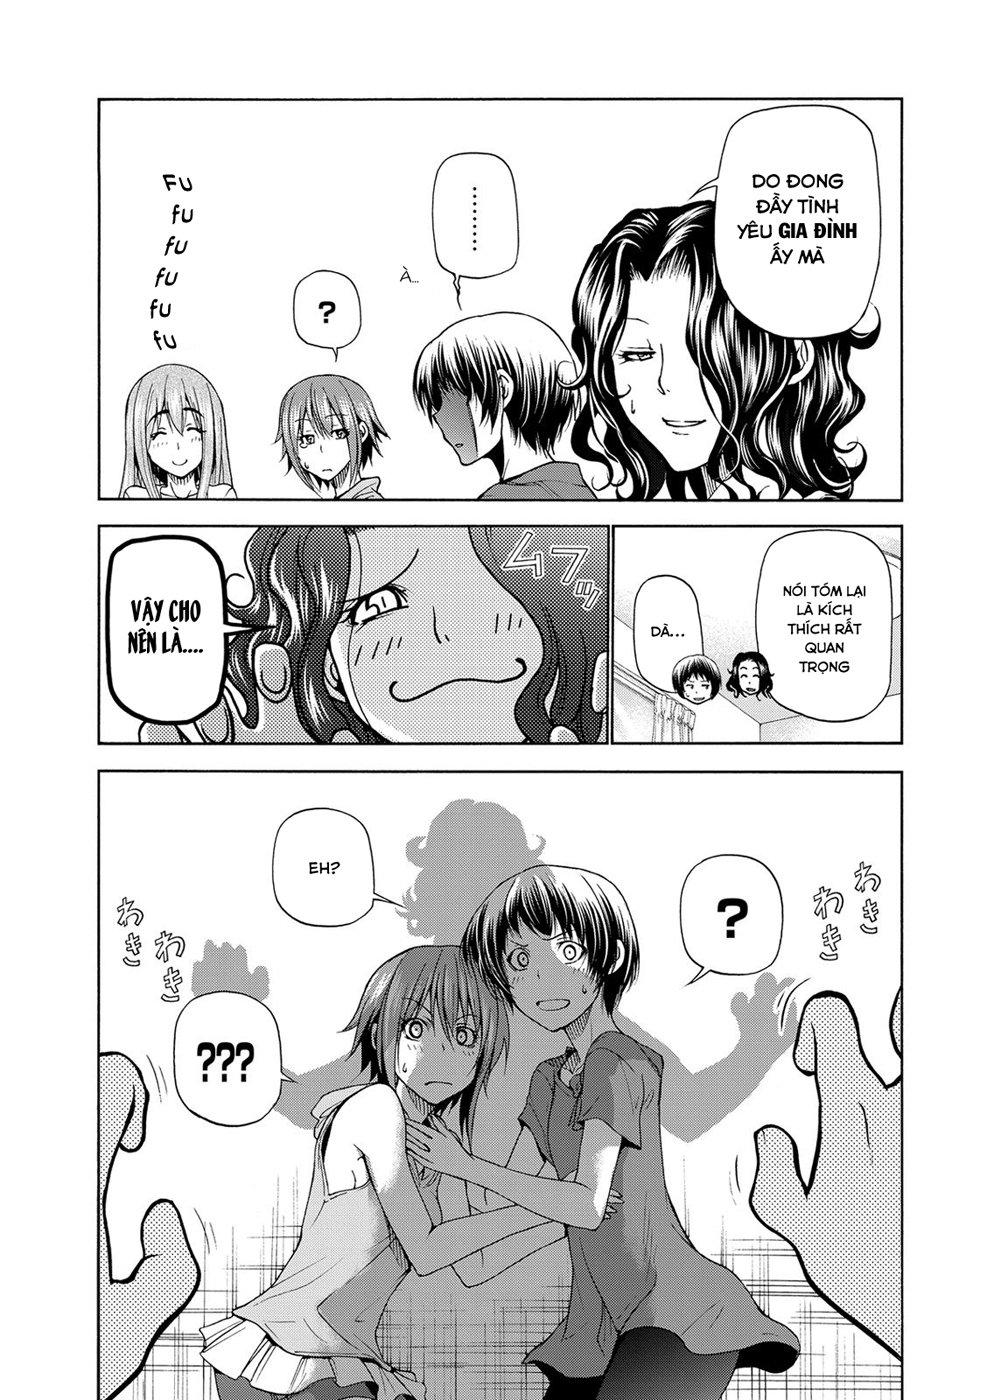 DO ĐONG
ĐẦY TÌNH
YÊU GIA ĐÌNH
ẤY MÀ
.........
À...
?
FU
fu
fu
fu
fu
fu
NÓI TÓM LẠI
LÀ KÍCH
THÍCH RẤT
QUAN
TRỌNG
DÀ...
ムフッ
VẬY CHO
NÊN LÀ....
EH?
?
わき
わき
わき
わき
???